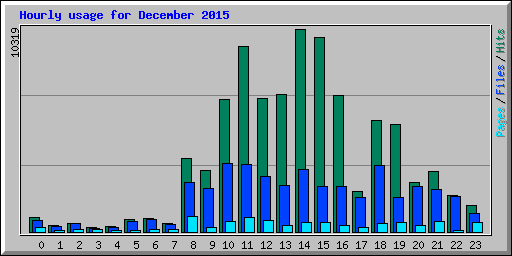 Hourly usage for December 2015
10319
Pages/Files/Hits
0 1 2 3 4 5 6 7 8 9 10 11 12 13 14 15 16 17 18 19 20 21 22 23